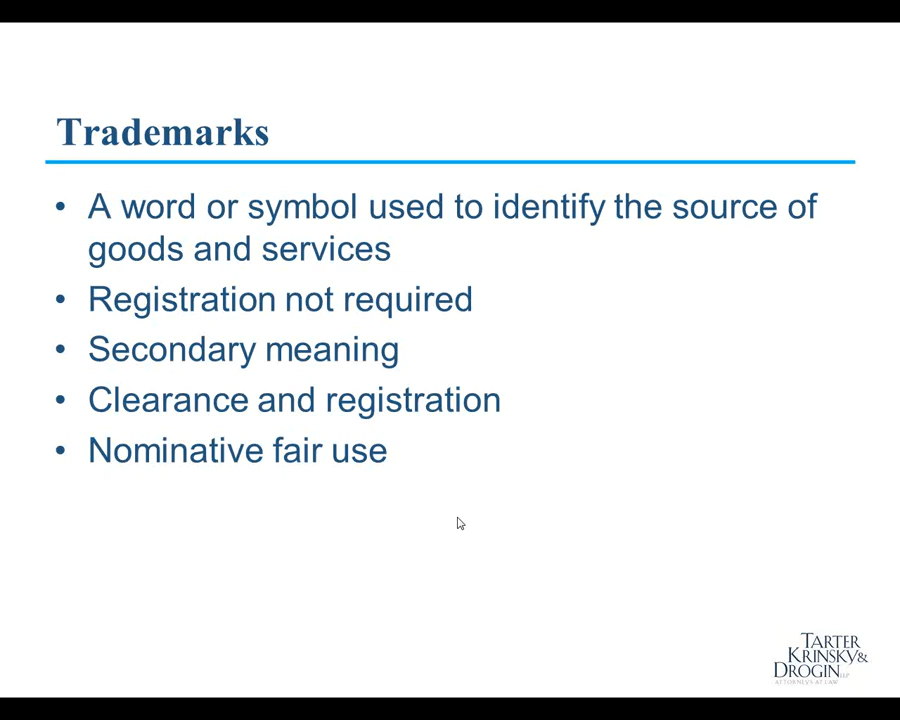 Trademarks
• A word or symbol used to identify the source of
goods and services
• Registration not required
• Secondary meaning
• Clearance and registration
• Nominative fair use
TARTER
KRINSKY&
DROGIN LLP
ATTORNEYS AT LAW